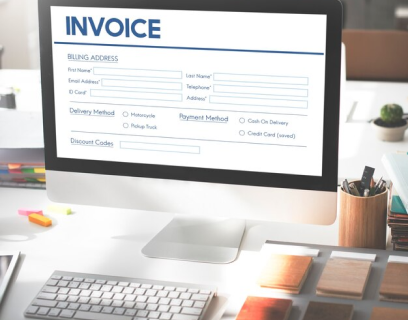 INVOICE
BILLING ADDRESS
First Name* Last Name*
Email Address* Telephone*
ID Card* Address*
Delivery Method Motorcycle Payment Method Cash On Delivery
Pickup Truck Credit Card (saved)
Discount Codes